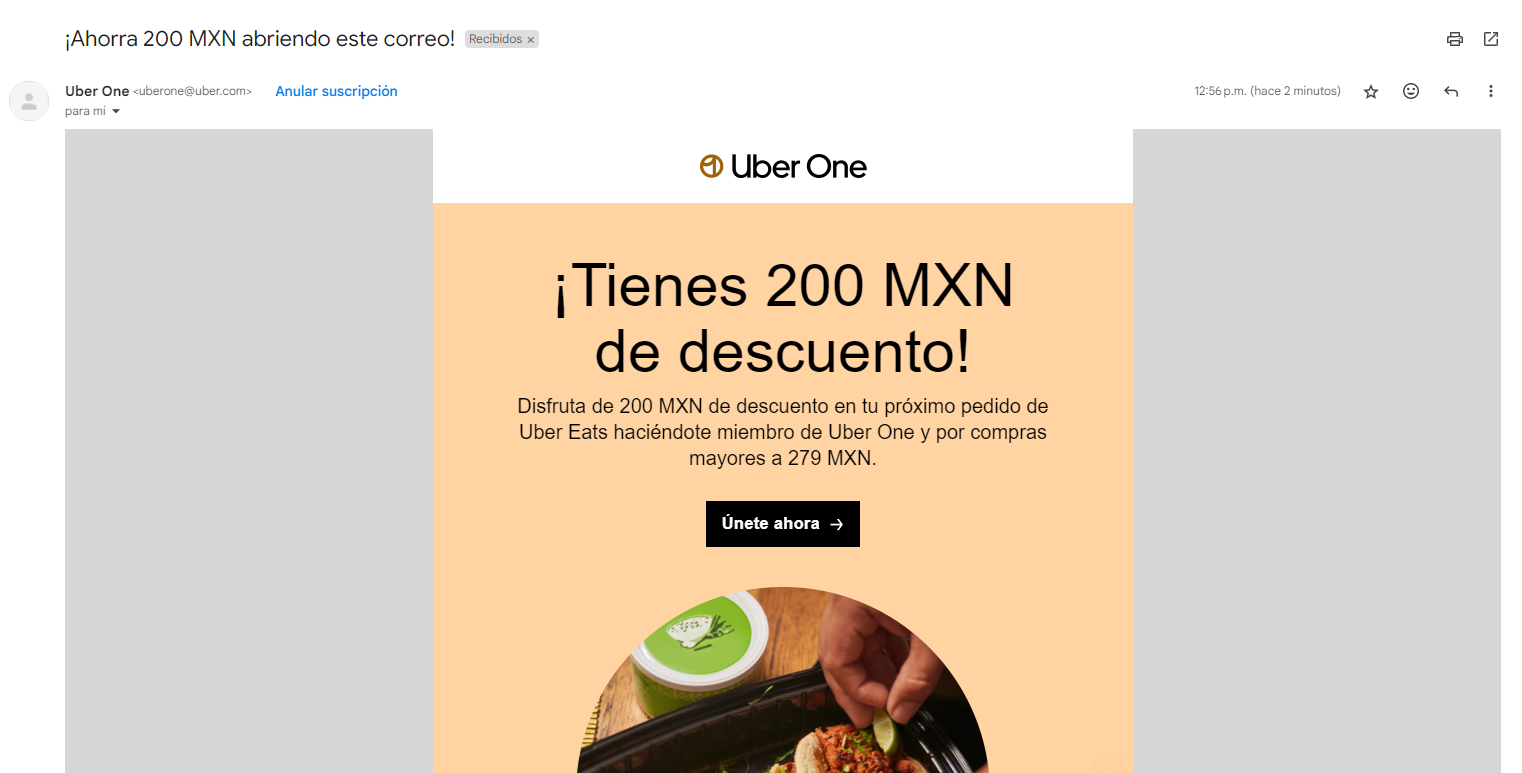 ¡Ahorra 200 MXN abriendo este correo! Recibidos ×
Uber One <uberone@uber.com> Anular suscripción 12:56 p.m. (hace 2 minutos)
para mí
Uber One
¡Tienes 200 MXN
de descuento!
Disfruta de 200 MXN de descuento en tu próximo pedido de
Uber Eats haciéndote miembro de Uber One y por compras
mayores a 279 MXN.
Únete ahora →